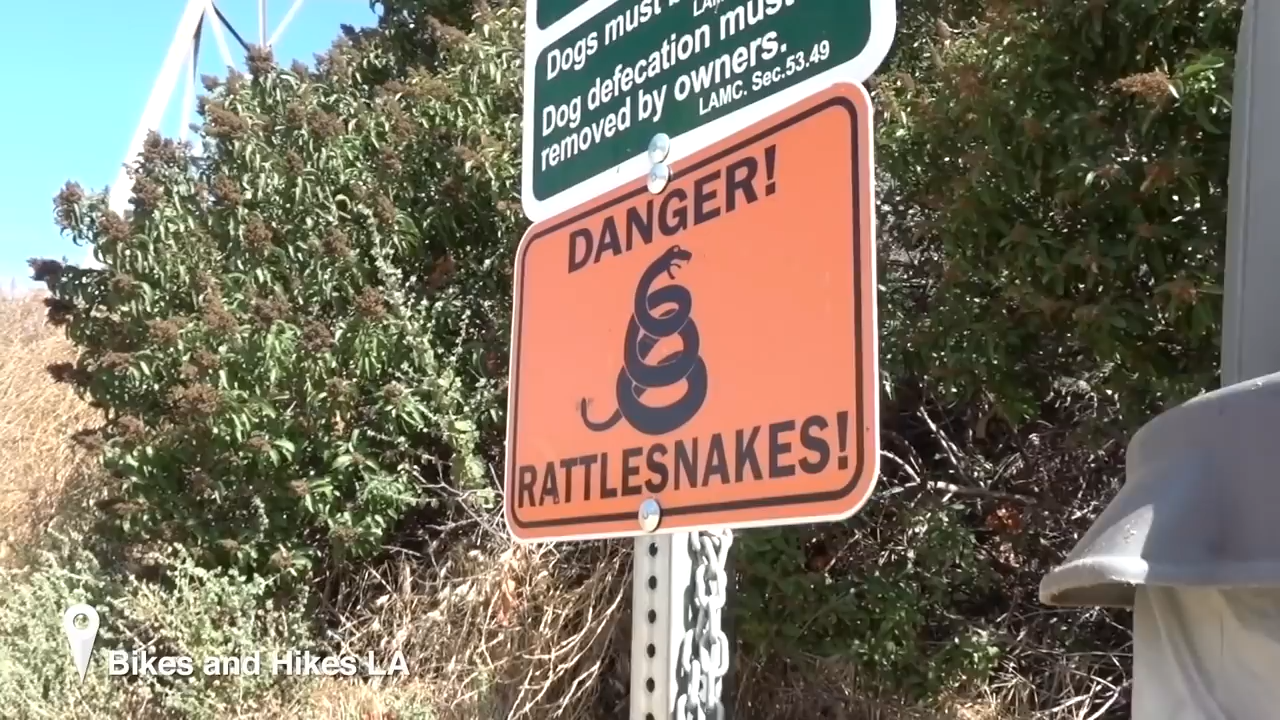 Dogs must
Dog defecation must
removed by owners.
LAMC. Sec.53.49
DANGER!
RATTLESNAKES!
Bikes and Hikes LA